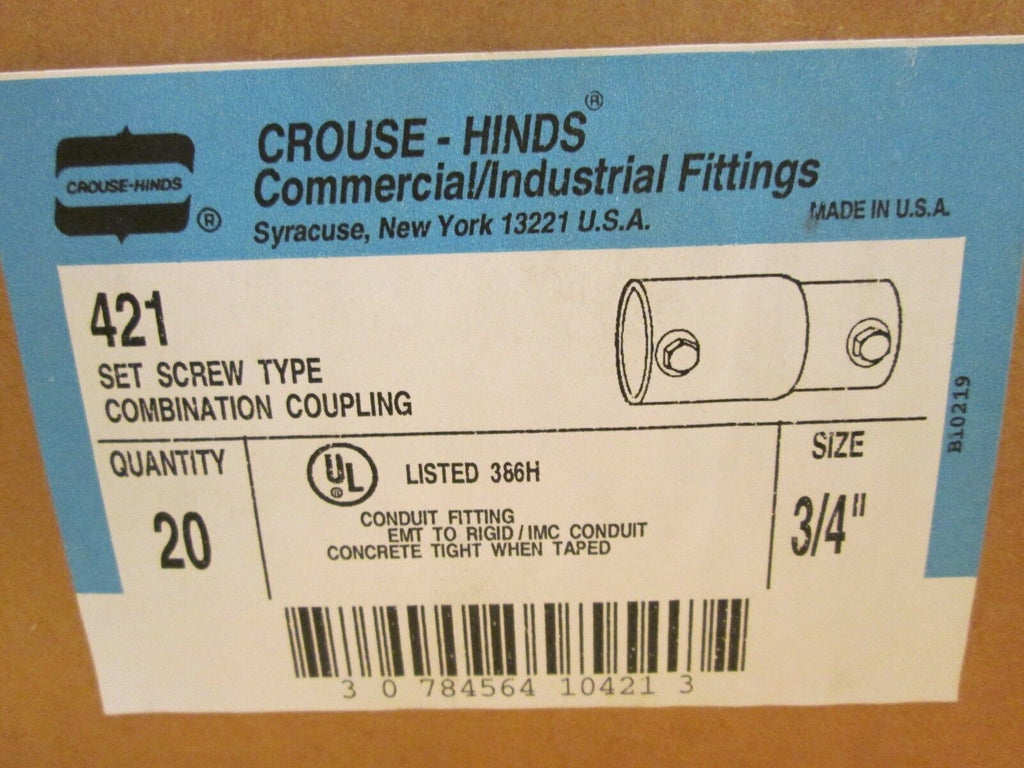 CROUSE-HINDS ®
CROUSE - HINDS®
Commercial/Industrial Fittings
Syracuse, New York 13221 U.S.A.
MADE IN U.S.A.
421
SET SCREW TYPE
COMBINATION COUPLING
QUANTITY
20
UL ®
LISTED 386H
CONDUIT FITTING
EMT TO RIGID/IMC CONDUIT
CONCRETE TIGHT WHEN TAPED
SIZE
3/4"
B10219
3 0 784564 10421 3